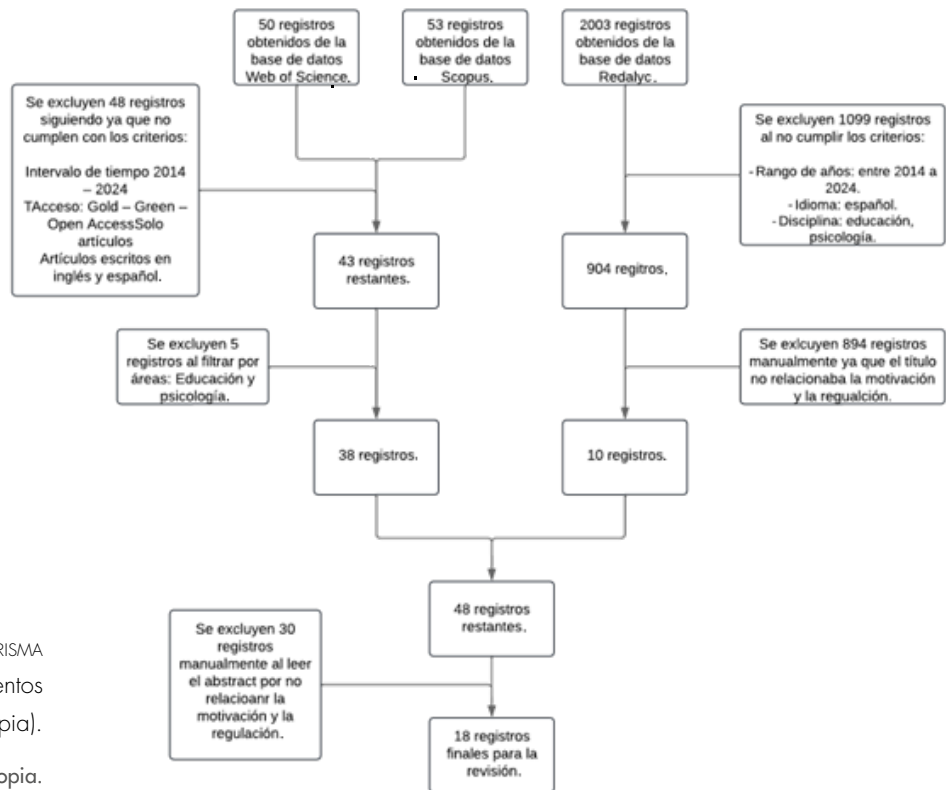 50 registros
obtenidos de la
base de datos
Web of Science.
53 registros
obtenidos de la
base de datos
Scopus.
2003 registros
obtenidos de la
base de datos
Redalyc.
Se excluyen 48 registros
siguiendo ya que no
cumplen con los criterios:
Intervalo de tiempo 2014
– 2024
TAcceso: Gold – Green –
Open AccessSolo
artículos
Artículos escritos en
inglés y español.
Se excluyen 1099 registros
al no cumplir los criterios:
- Rango de años: entre 2014 a
2024.
- Idioma: español.
- Disciplina: educación,
psicología.
43 registros
restantes.
904 regitros.
Se excluyen 5
registros al filtrar por
áreas: Educación y
psicología.
Se exlcuyen 894 registros
manualmente ya que el título
no relacionaba la motivación
y la regualción.
38 registros.
10 registros.
48 registros
restantes.
Se excluyen 30
registros
manualmente al leer
el abstract por no
relacioanr la
motivación y la
regulación.
18 registros
finales para la
revisión.
RISMA
entos
pia).
opia.